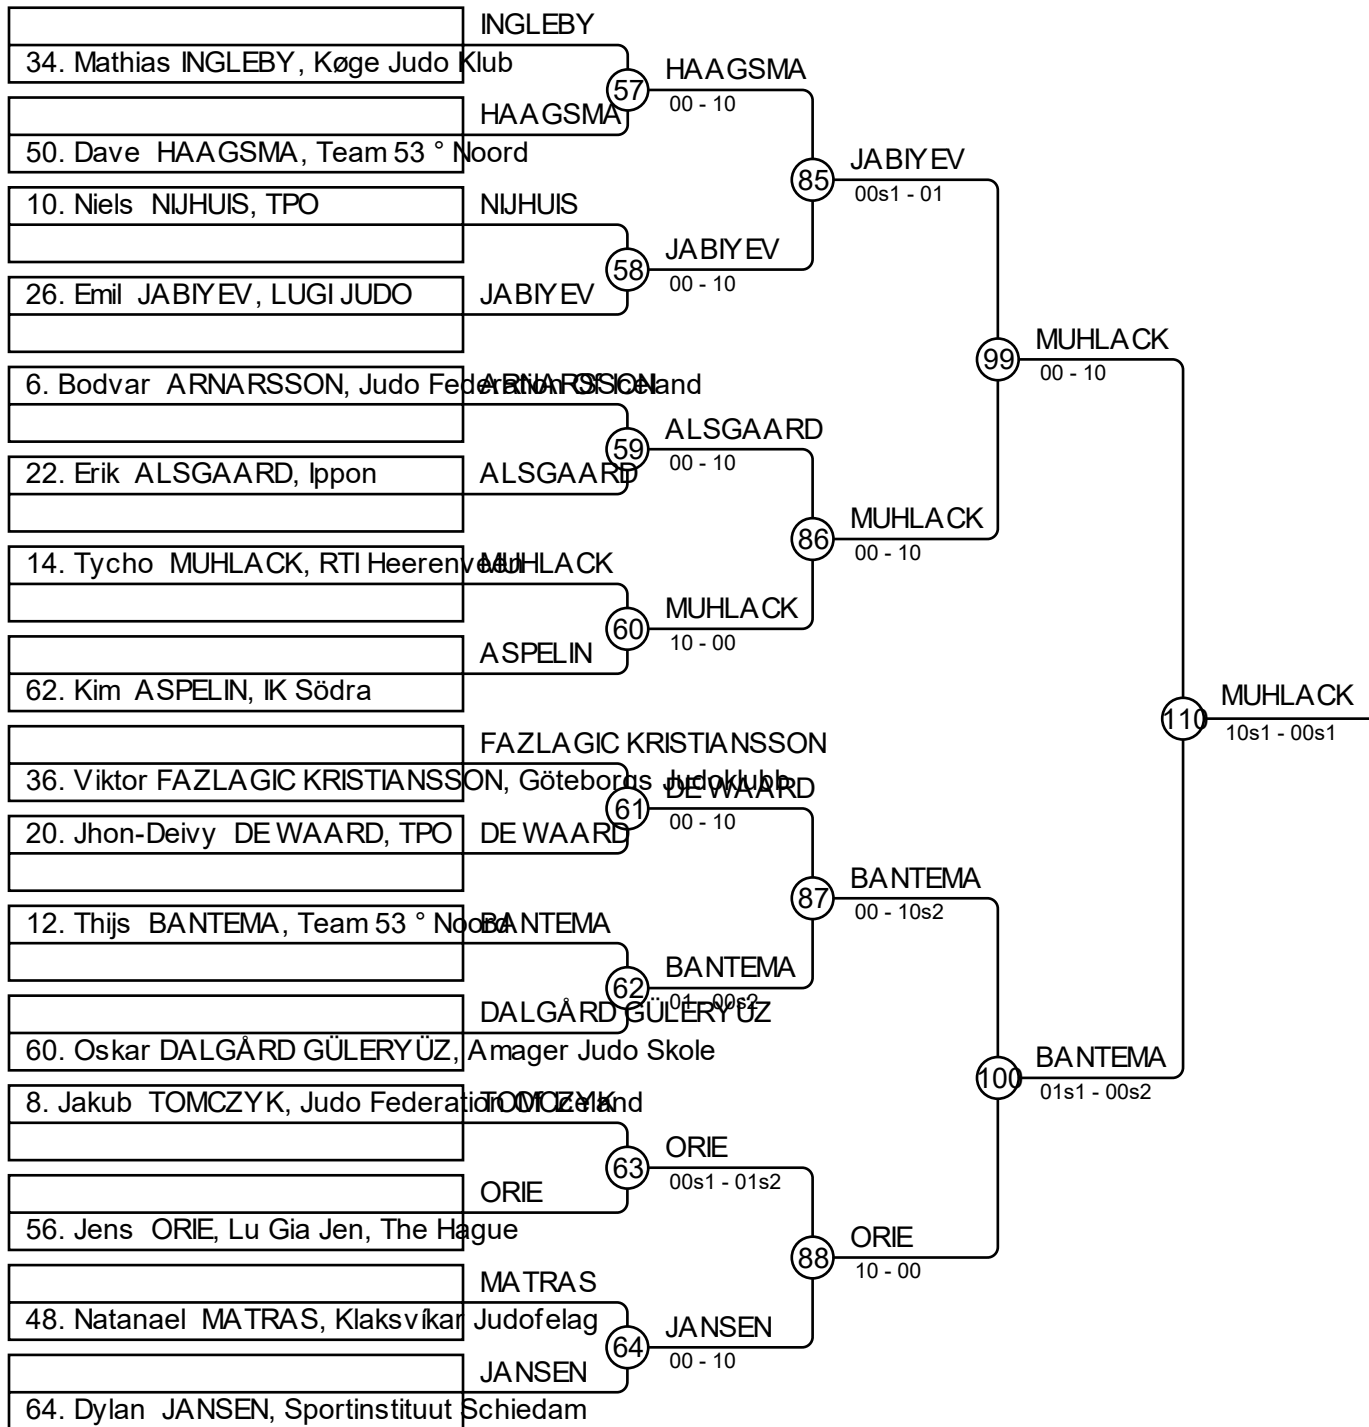 INGLEBY
34. Mathias INGLEBY, Køge Judo Klub
57
HAAGSMA
00 - 10
HAAGSMA
50. Dave HAAGSMA, Team 53 ° Noord
85
JABIYEV
00s1 - 01
10. Niels NIJHUIS, TPO
NIJHUIS
58
JABIYEV
00 - 10
26. Emil JABIYEV, LUGI JUDO
JABIYEV
99
MUHLACK
00 - 10
6. Bodvar ARNARSSON, Judo Federation Of Iceland
ARNARSSON
59
ALSGAARD
00 - 10
22. Erik ALSGAARD, Ippon
ALSGAARD
86
MUHLACK
00 - 10
14. Tycho MUHLACK, RTI Heerenveen
MUHLACK
60
MUHLACK
10 - 00
ASPELIN
62. Kim ASPELIN, IK Södra
110
MUHLACK
10s1 - 00s1
FAZLAGIC KRISTIANSSON
36. Viktor FAZLAGIC KRISTIANSSON, Göteborgs Judoklubb
61
DE WAARD
00 - 10
20. Jhon-Deivy DE WAARD, TPO
DE WAARD
87
BANTEMA
00 - 10s2
12. Thijs BANTEMA, Team 53 ° Noord
BANTEMA
62
BANTEMA
01 - 00s2
DALGÅRD GÜLERYÜZ
60. Oskar DALGÅRD GÜLERYÜZ, Amager Judo Skole
100
BANTEMA
01s1 - 00s2
8. Jakub TOMCZYK, Judo Federation Of Iceland
TOMCZYK
63
ORIE
00s1 - 01s2
ORIE
56. Jens ORIE, Lu Gia Jen, The Hague
88
ORIE
10 - 00
MATRAS
48. Natanael MATRAS, Klaksvíkar Judofelag
64
JANSEN
00 - 10
JANSEN
64. Dylan JANSEN, Sportinstituut Schiedam